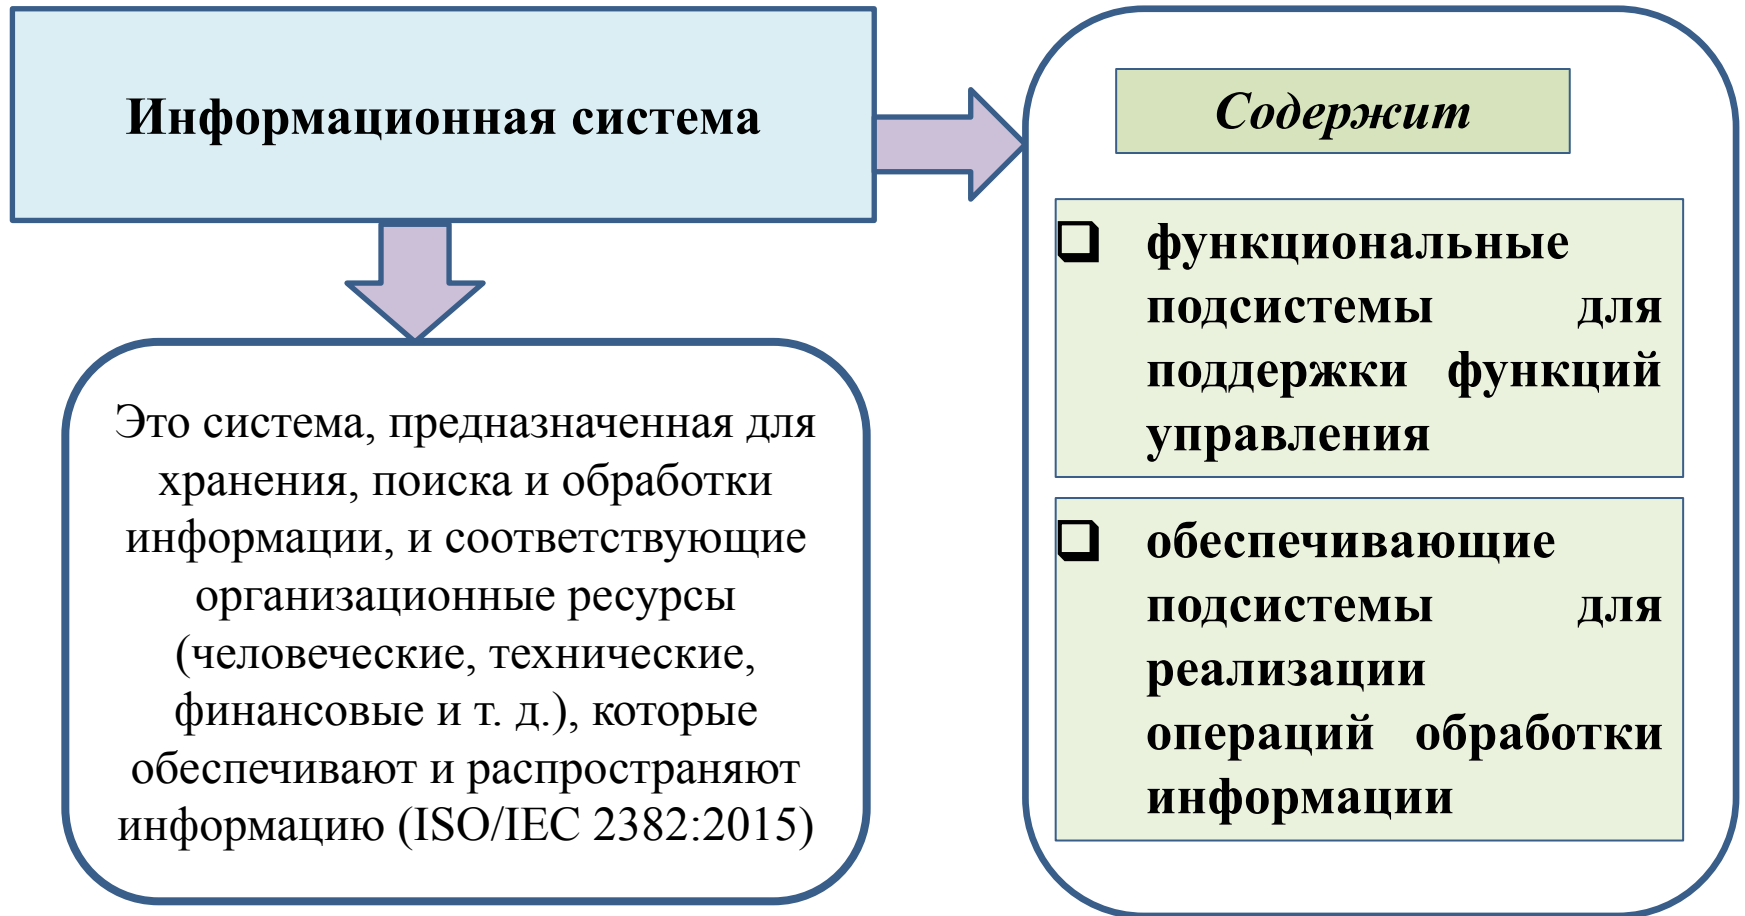 Информационная система
Это система, предназначенная для
хранения, поиска и обработки
информации, и соответствующие
организационные ресурсы
(человеческие, технические,
финансовые и т. д.), которые
обеспечивают и распространяют
информацию (ISO/IEC 2382:2015)
Содержит
функциональные
подсистемы для
поддержки функций
управления
обеспечивающие
подсистемы для
реализации
операций обработки
информации